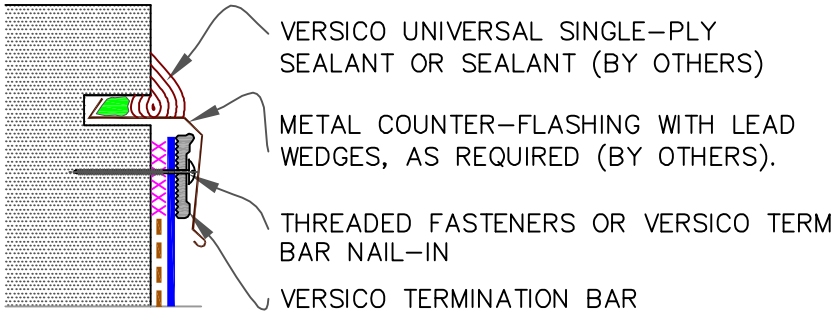 VERSICO UNIVERSAL SINGLE-PLY
SEALANT OR SEALANT (BY OTHERS)
METAL COUNTER-FLASHING WITH LEAD
WEDGES, AS REQUIRED (BY OTHERS).
THREADED FASTENERS OR VERSICO TERM
BAR NAIL-IN
VERSICO TERMINATION BAR